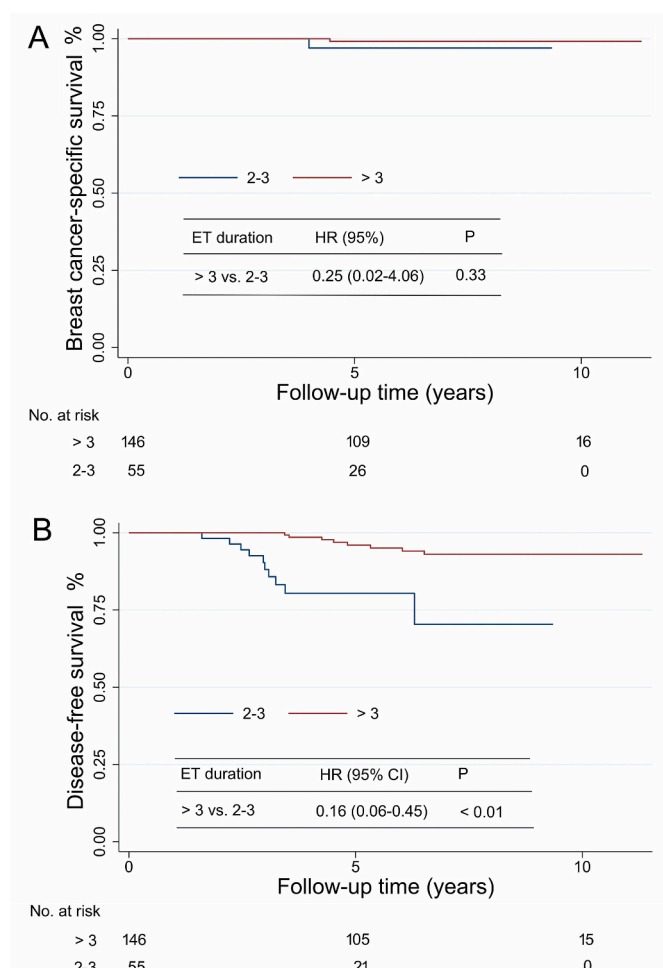 A
Breast cancer-specific survival %
1.00
0.75
0.50
0.25
0.00
2-3 > 3
ET duration HR (95%) P
> 3 vs. 2-3 0.25 (0.02-4.06) 0.33
0 5 10
Follow-up time (years)
No. at risk
> 3 146 109 16
2-3 55 26 0
B
Disease-free survival %
1.00
0.75
0.50
0.25
0.00
2-3 > 3
ET duration HR (95% CI) P
> 3 vs. 2-3 0.16 (0.06-0.45) < 0.01
0 5 10
Follow-up time (years)
No. at risk
> 3 146 105 15
2-3 55 21 0